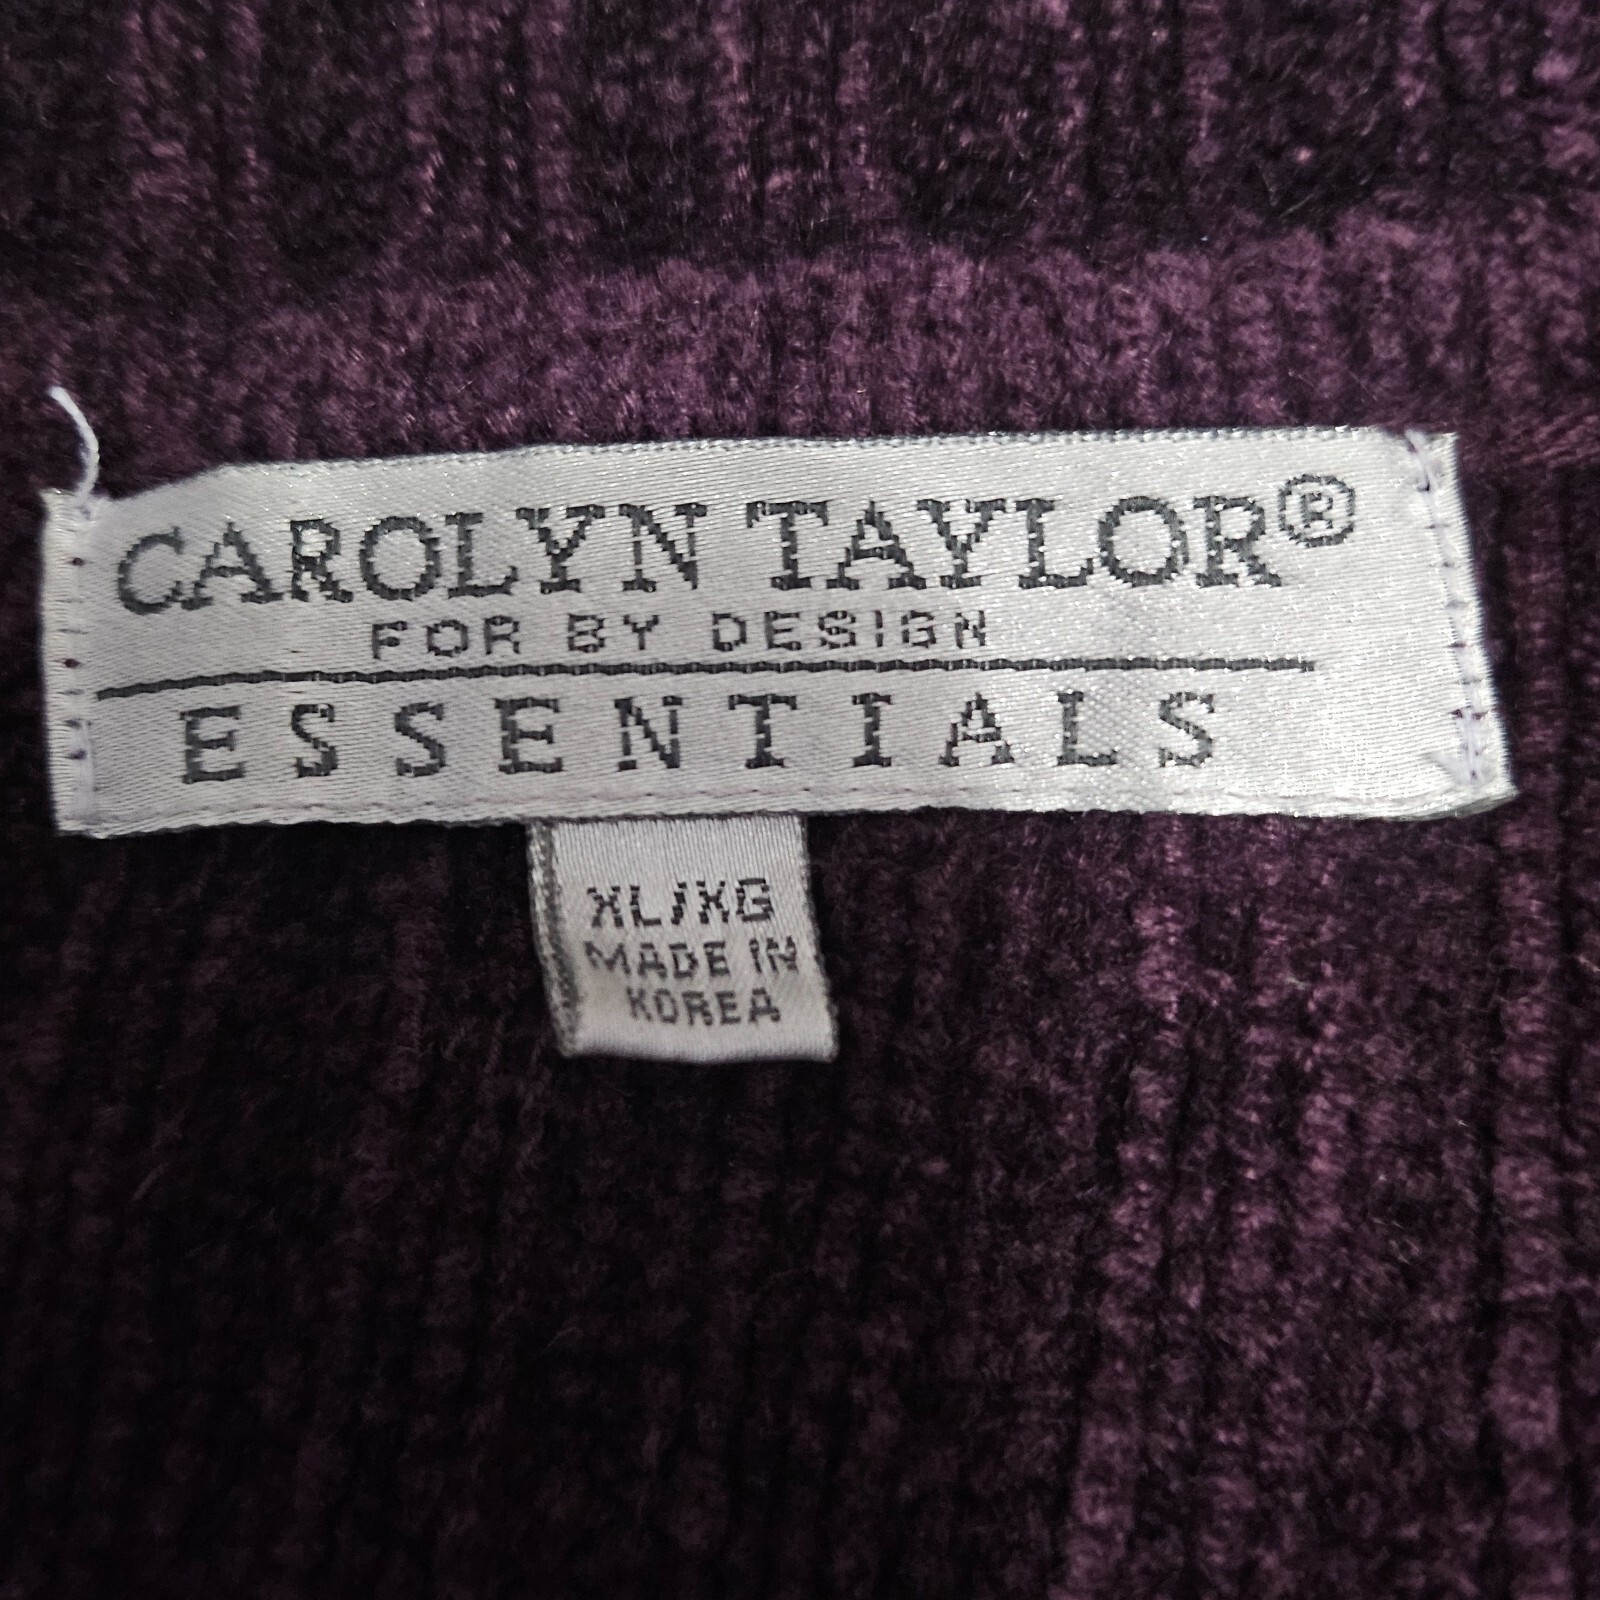 CAROLYN TAYLOR®
FOR BY DESIGN
ESSENTIALS
XL/XG
MADE IN
KOREA